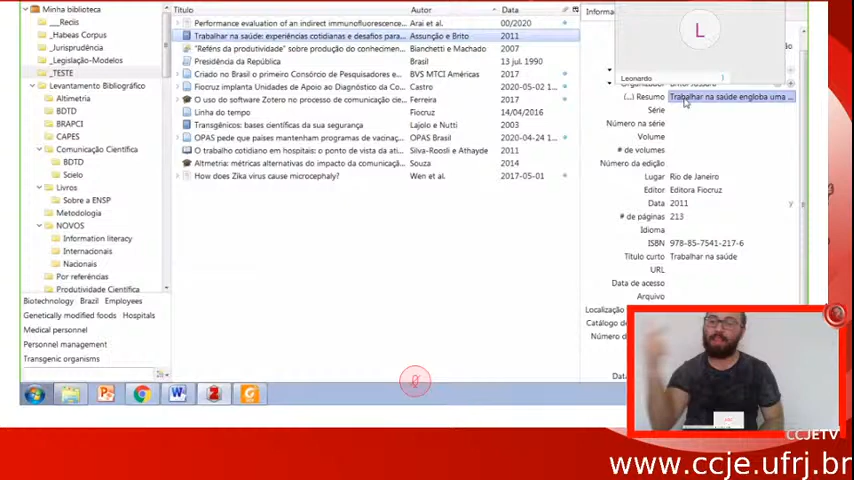 Minha biblioteca
__Reciis
_Habeas Corpus
_Jurisprudência
_Legislação-Modelos
_TESTE
Levantamento Bibliográfico
Altimetria
BDTD
BRAPCI
CAPES
Comunicação Científica
BDTD
Scielo
Livros
Sobre a ENSP
Metodologia
NOVOS
Information literacy
Internacionais
Nacionais
Por referências
Produtividade Científica
Biotechnology Brazil Employees
Genetically modified foods Hospitals
Medical personnel
Personnel management
Transgenic organisms
Título Autor Data
Performance evaluation of an indirect immunofluorescence... Arai et al. 00/2020
Trabalhar na saúde: experiências cotidianas e desafios para... Assunção e Brito 2011
"Reféns da produtividade" sobre produção do conhecimen... Bianchetti e Machado 2007
Presidência da República Brasil 13 jul. 1990
Criado no Brasil o primeiro Consórcio de Pesquisadores e... BVS MTCI Américas 2017
Fiocruz implanta Unidades de Apoio ao Diagnóstico da Co... Castro 2020-05-02 1...
O uso do software Zotero no processo de comunicação cien... Ferreira 2017
Linha do tempo Fiocruz 14/04/2016
Transgênicos: bases científicas da sua segurança Lajolo e Nutti 2003
OPAS pede que países mantenham programas de vacinaç... OPAS Brasil 2020-04-24 1...
O trabalho cotidiano em hospitais: o ponto de vista da ati... Silva-Roosli e Athayde 2011
Altmetria: métricas alternativas do impacto da comunicaçã... Souza 2014
How does Zika virus cause microcephaly? Wen et al. 2017-05-01
Informa
L
Leonardo
(...) Resumo Trabalhar na saúde engloba uma ...
Série
Número na série
Volume
# de volumes
Número da edição
Lugar Rio de Janeiro
Editor Editora Fiocruz
Data 2011 y
# de páginas 213
Idioma
ISBN 978-85-7541-217-6
Título curto Trabalhar na saúde
URL
Data de acesso
Arquivo
Localização
Catálogo de
Número de
Data
CCJETV
www.ccje.ufrj.br